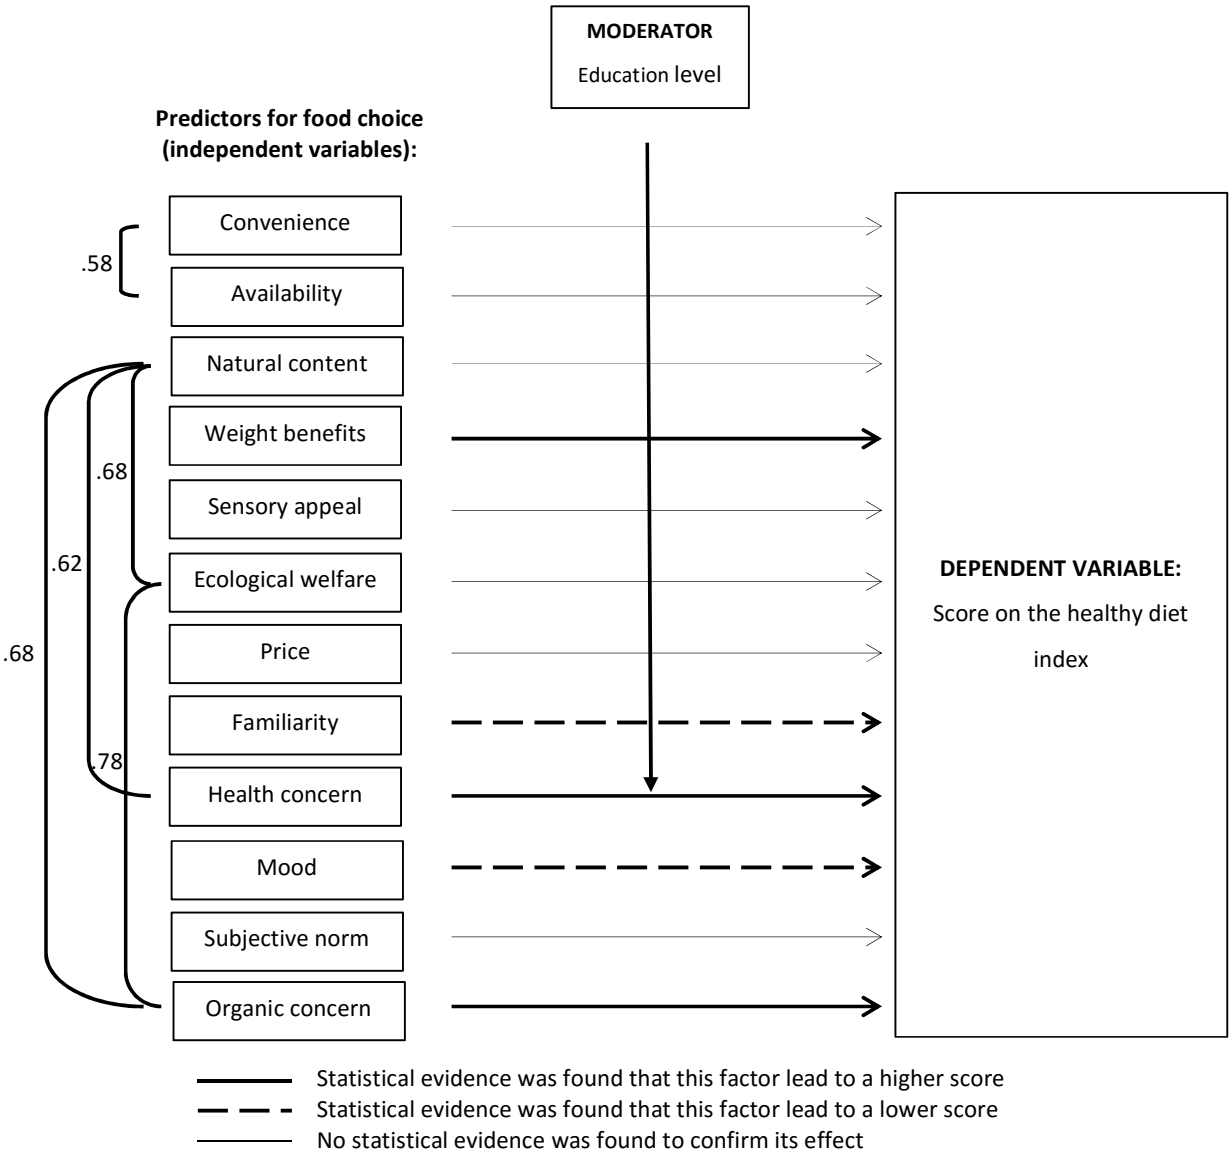 MODERATOR
Education level
Predictors for food choice
(independent variables):
Convenience
.58
Availability
Natural content
Weight benefits
.68
Sensory appeal
.62
Ecological welfare
DEPENDENT VARIABLE:
Score on the healthy diet
index
.68
Price
Familiarity
.78
Health concern
Mood
Subjective norm
Organic concern
Statistical evidence was found that this factor lead to a higher score
Statistical evidence was found that this factor lead to a lower score
No statistical evidence was found to confirm its effect